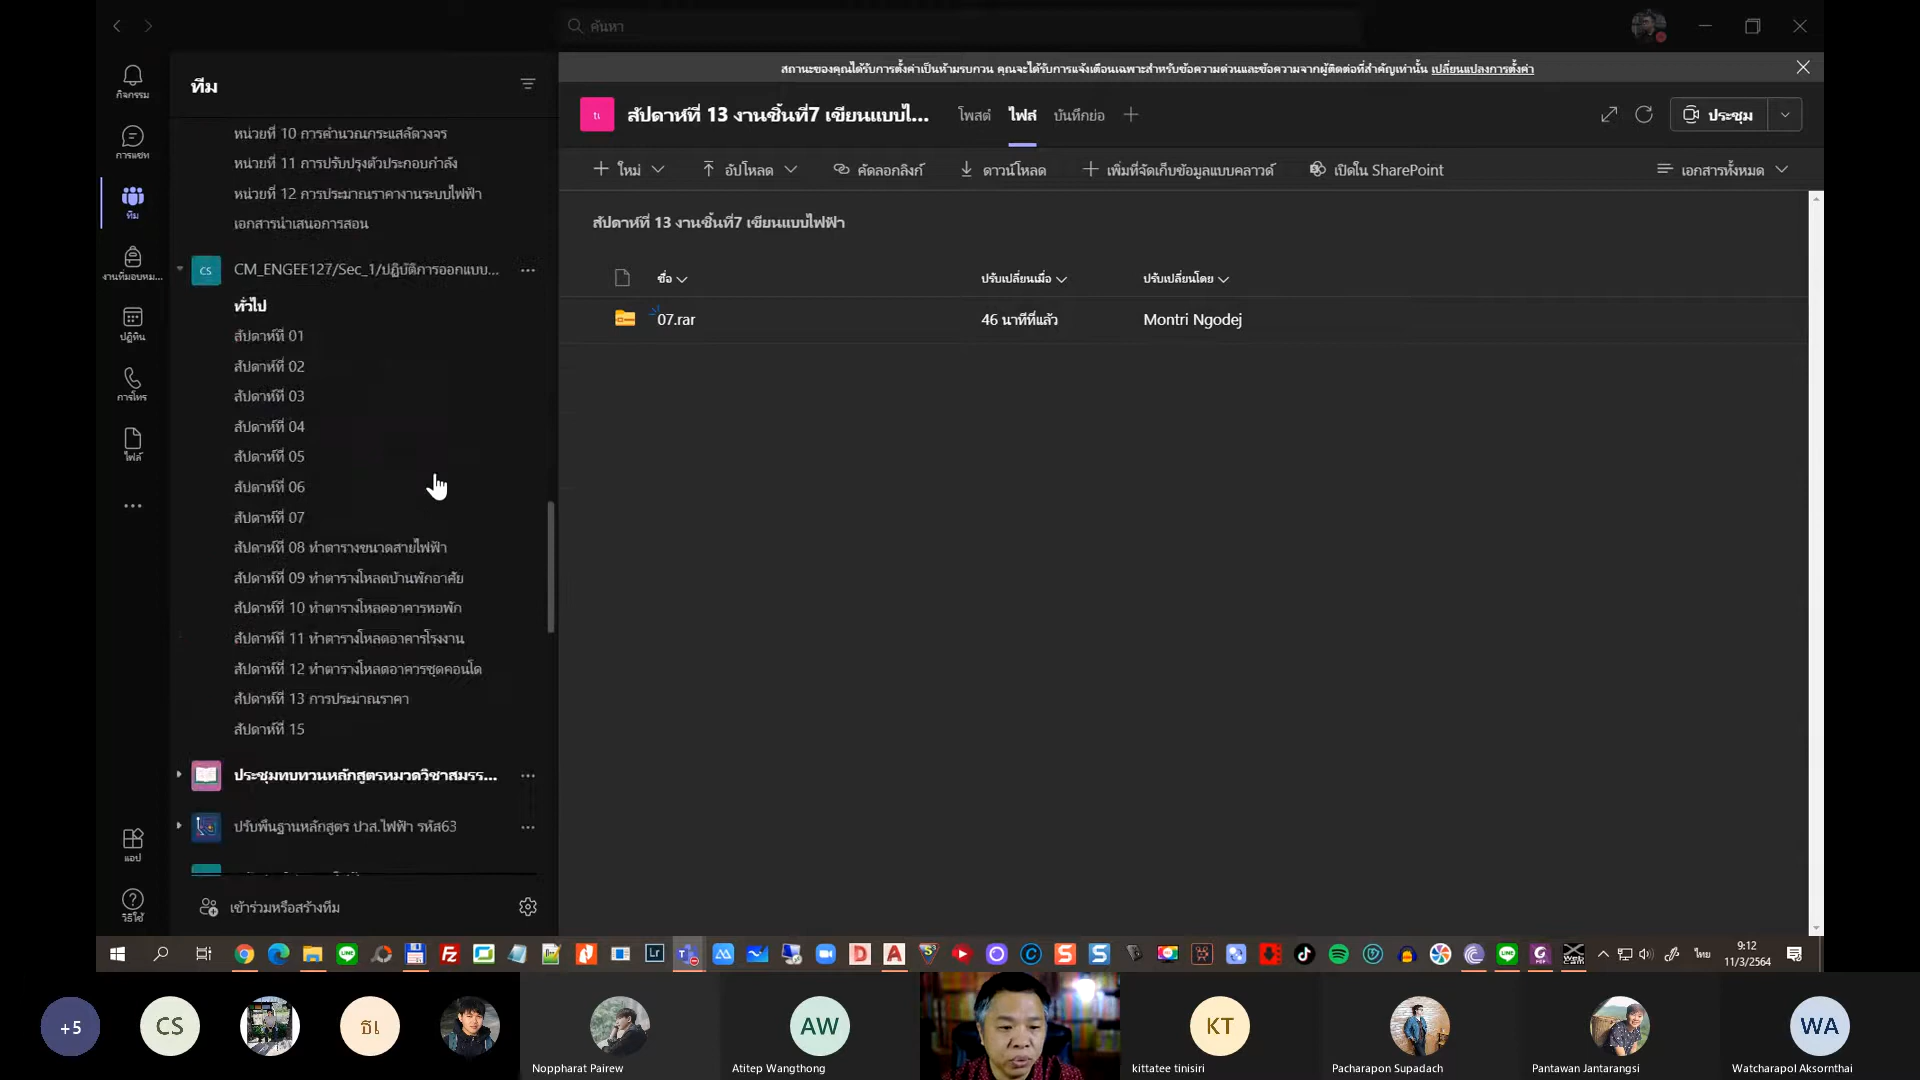 ค้นหา
สถานะของคุณได้รับการตั้งค่าเป็นห้ามรบกวน คุณจะได้รับการแจ้งเตือนเฉพาะสำหรับข้อความด่วนและข้อความจากผู้ติดต่อที่สำคัญเท่านั้น เปลี่ยนแปลงการตั้งค่า
กิจกรรม
การแชท
ทีม
งานที่มอบหม...
ปฏิทิน
การโทร
ไฟล์
แอป
วิธีใช้
ทีม
หน่วยที่ 10 การคำนวณกระแสลัดวงจร
หน่วยที่ 11 การปรับปรุงตัวประกอบกำลัง
หน่วยที่ 12 การประมาณราคางานระบบไฟฟ้า
เอกสารนำเสนอการสอน
CS CM_ENGEE127/Sec_1/ปฏิบัติการออกแบบ...
ทั่วไป
สัปดาห์ที่ 01
สัปดาห์ที่ 02
สัปดาห์ที่ 03
สัปดาห์ที่ 04
สัปดาห์ที่ 05
สัปดาห์ที่ 06
สัปดาห์ที่ 07
สัปดาห์ที่ 08 ทำตารางขนาดสายไฟฟ้า
สัปดาห์ที่ 09 ทำตารางโหลดบ้านพักอาศัย
สัปดาห์ที่ 10 ทำตารางโหลดอาคารหอพัก
สัปดาห์ที่ 11 ทำตารางโหลดอาคารโรงงาน
สัปดาห์ที่ 12 ทำตารางโหลดอาคารชุดคอนโด
สัปดาห์ที่ 13 การประมาณราคา
สัปดาห์ที่ 15
ประชุมทบทวนหลักสูตรหมวดวิชาสมรร...
ปรับพื้นฐานหลักสูตร ปวส.ไฟฟ้า รหัส63
เข้าร่วมหรือสร้างทีม
สัปดาห์ที่ 13 งานชิ้นที่7 เขียนแบบไ... โพสต์ ไฟล์ บันทึกย่อ ประชุม
ใหม่ อัปโหลด คัดลอกลิงก์ ดาวน์โหลด เพิ่มที่จัดเก็บข้อมูลแบบคลาวด์ เปิดใน SharePoint เอกสารทั้งหมด
สัปดาห์ที่ 13 งานชิ้นที่7 เขียนแบบไฟฟ้า
ชื่อ ปรับเปลี่ยนเมื่อ ปรับเปลี่ยนโดย
07.rar 46 นาทีที่แล้ว Montri Ngodej
ไทย 9:12
11/3/2564
+5 CS ธเ AW KT WA
Noppharat Pairew Atitep Wangthong kittatee tinisiri Pacharapon Supadach Pantawan Jantarangsi Watcharapol Aksornthai